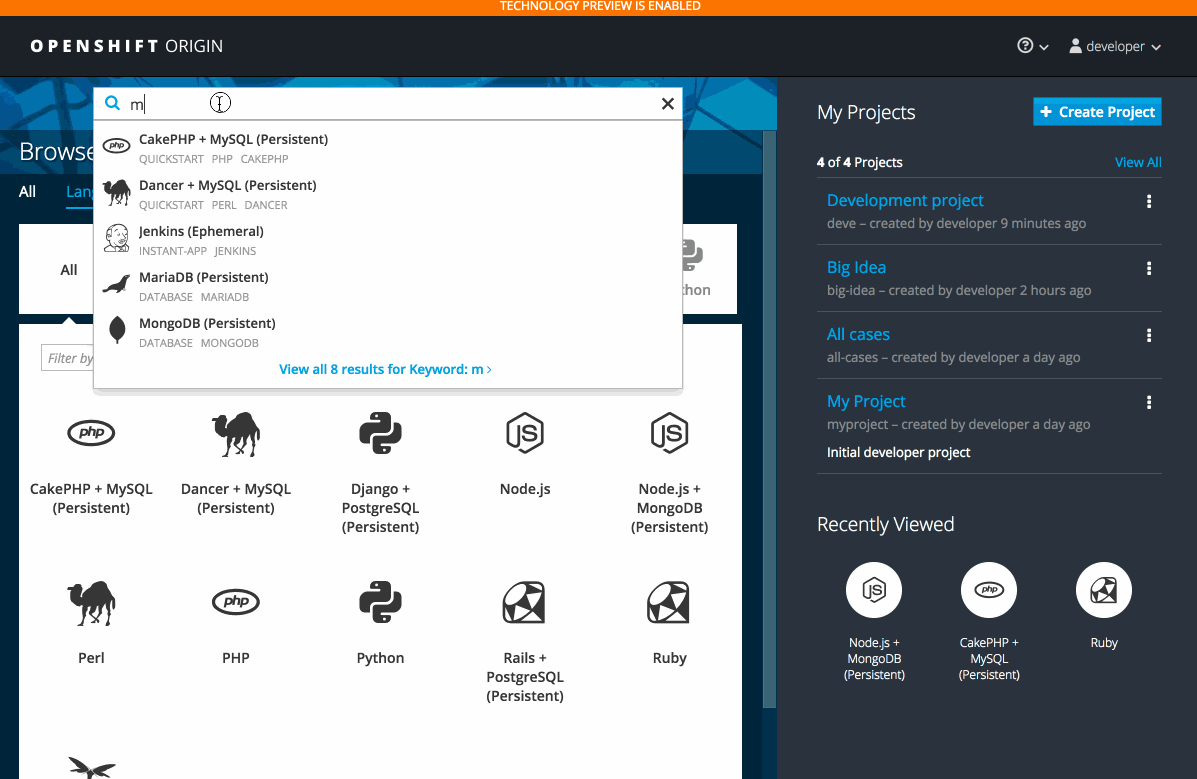 TECHNOLOGY PREVIEW IS ENABLED
OPENSHIFT ORIGIN
developer
m
CakePHP + MySQL (Persistent)
QUICKSTART PHP CAKEPHP
Dancer + MySQL (Persistent)
QUICKSTART PERL DANCER
Jenkins (Ephemeral)
INSTANT-APP JENKINS
MariaDB (Persistent)
DATABASE MARIADB
MongoDB (Persistent)
DATABASE MONGODB
View all 8 results for Keyword: m
Browse
All
All
Filter by
php
CakePHP + MySQL
(Persistent)
Dancer + MySQL
(Persistent)
Django +
PostgreSQL
(Persistent)
JS
Node.js
JS
Node.js +
MongoDB
(Persistent)
Perl
php
PHP
Python
Rails +
PostgreSQL
(Persistent)
Ruby
My Projects
+ Create Project
4 of 4 Projects
View All
Development project
deve – created by developer 9 minutes ago
Big Idea
big-idea – created by developer 2 hours ago
All cases
all-cases – created by developer a day ago
My Project
myproject – created by developer a day ago
Initial developer project
Recently Viewed
JS
Node.js +
MongoDB
(Persistent)
php
CakePHP +
MySQL
(Persistent)
Ruby